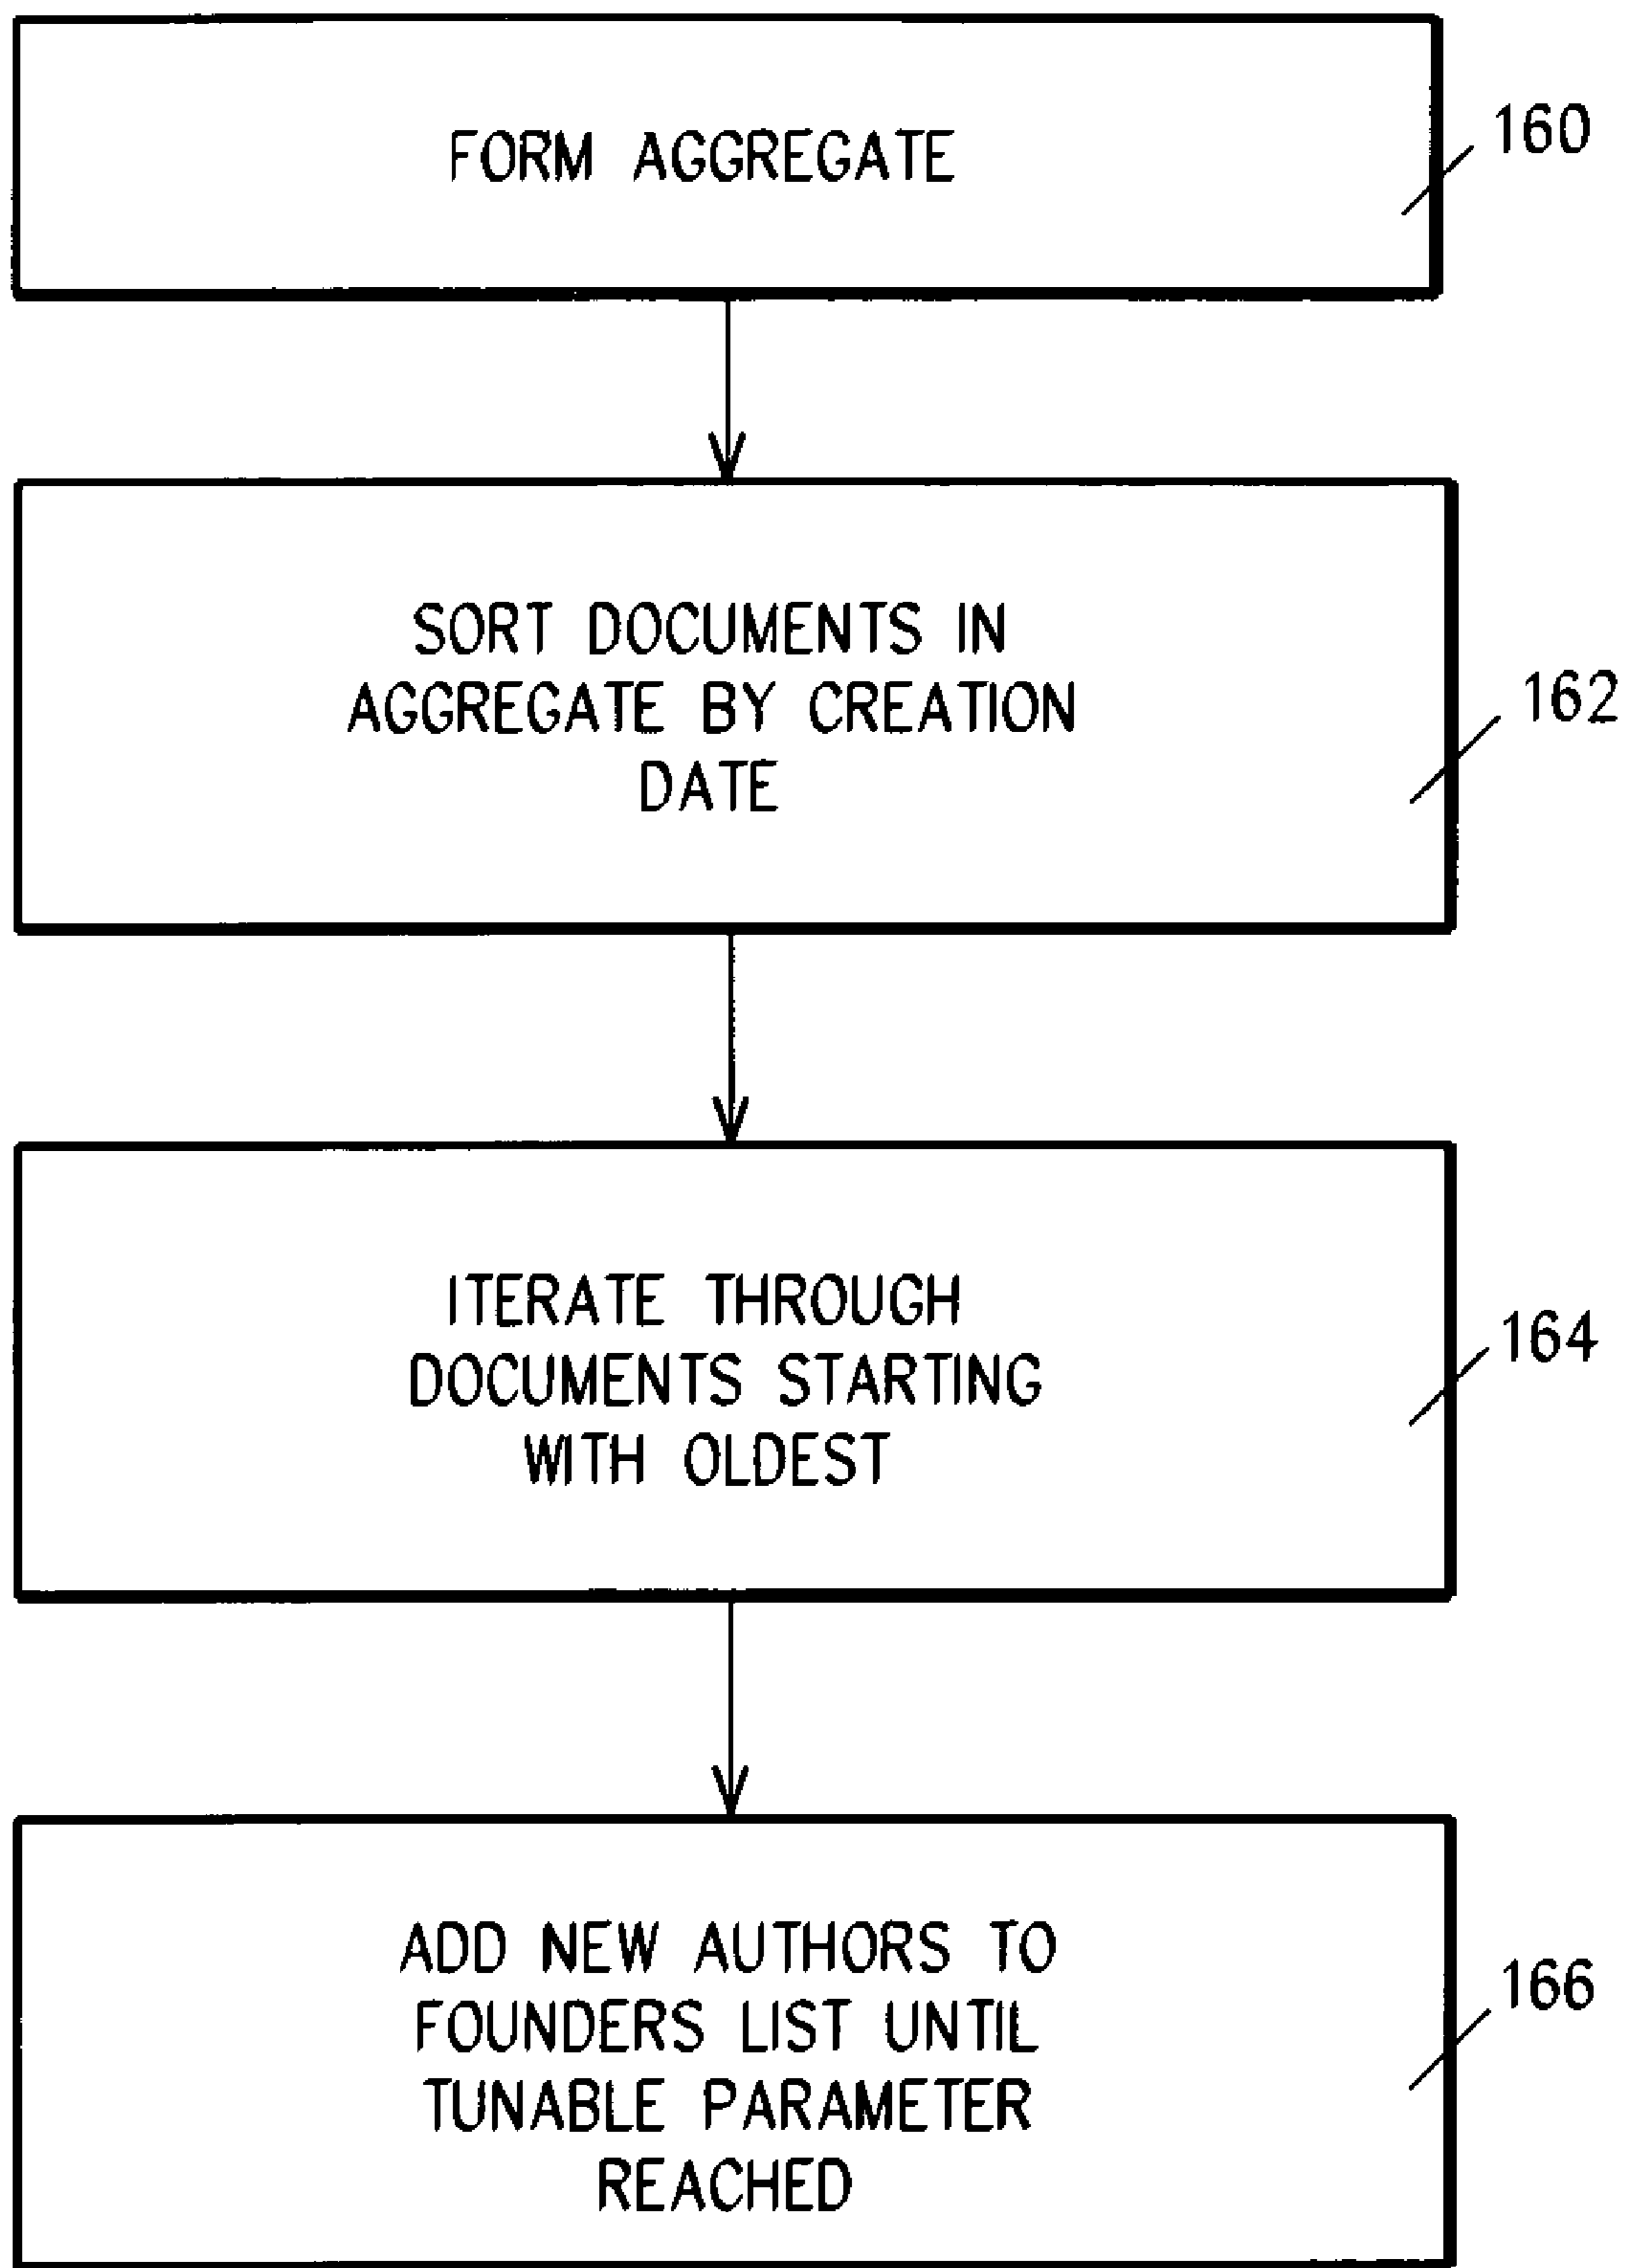 FORM AGGREGATE
160
SORT DOCUMENTS IN
AGGREGATE BY CREATION
DATE
162
ITERATE THROUGH
DOCUMENTS STARTING
WITH OLDEST
164
ADD NEW AUTHORS TO
FOUNDERS LIST UNTIL
TUNABLE PARAMETER
REACHED
166